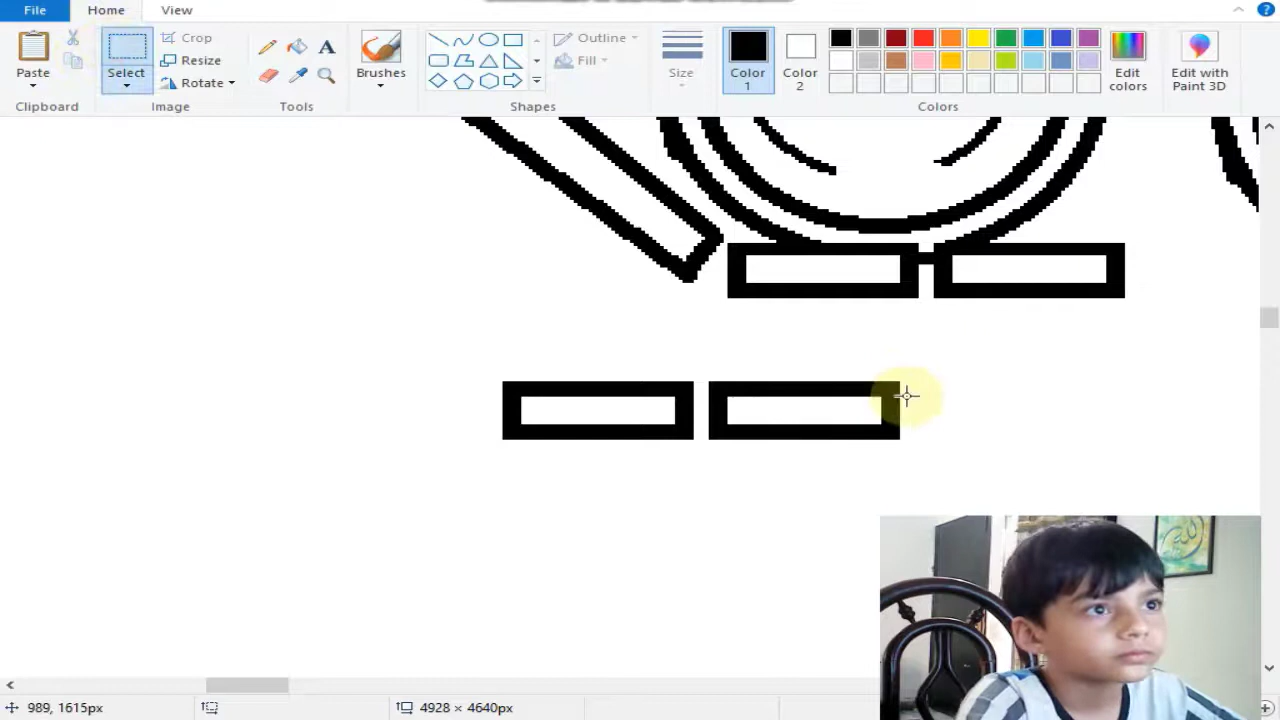 File Home View
Paste
Select
Crop
Resize
Rotate
Brushes
Outline
Fill
Size
Color 1
Color 2
Edit colors
Edit with Paint 3D
Clipboard Image Tools Shapes Colors
989, 1615px 4928 × 4640px